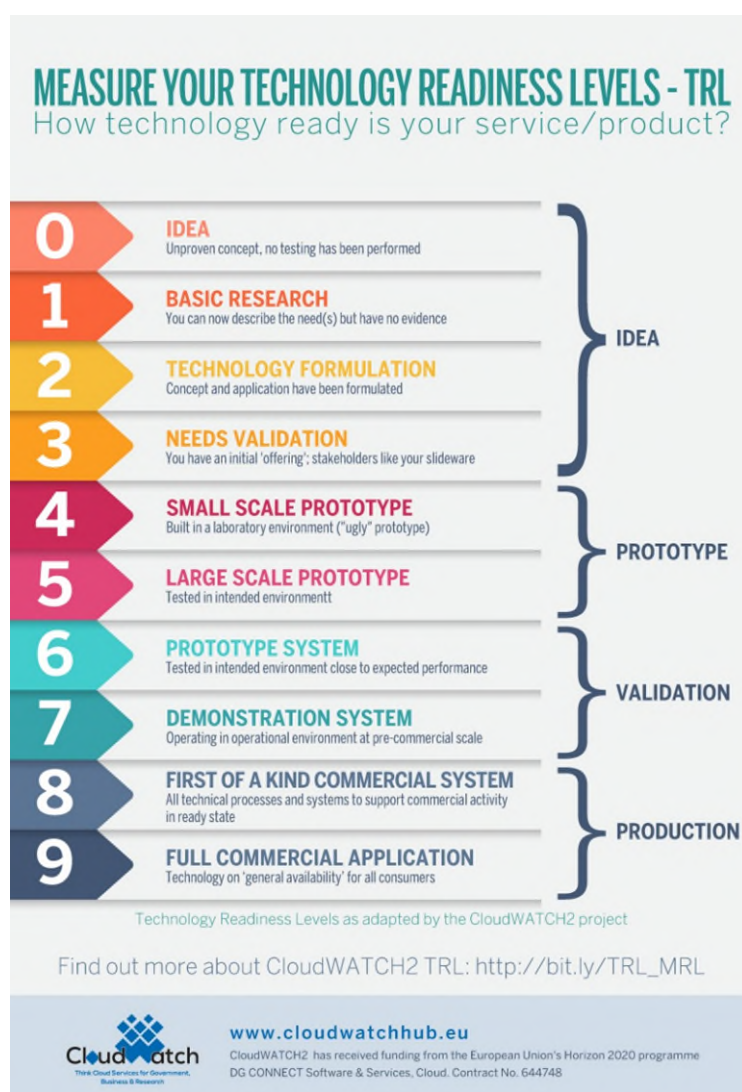 MEASURE YOUR TECHNOLOGY READINESS LEVELS - TRL
How technology ready is your service/product?
0
IDEA
Unproven concept, no testing has been performed
1
BASIC RESEARCH
You can now describe the need(s) but have no evidence
2
TECHNOLOGY FORMULATION
Concept and application have been formulated
3
NEEDS VALIDATION
You have an initial 'offering'; stakeholders like your slideware
IDEA
4
SMALL SCALE PROTOTYPE
Built in a laboratory environment ("ugly" prototype)
5
LARGE SCALE PROTOTYPE
Tested in intended environmentt
PROTOTYPE
6
PROTOTYPE SYSTEM
Tested in intended environment close to expected performance
7
DEMONSTRATION SYSTEM
Operating in operational environment at pre-commercial scale
VALIDATION
8
FIRST OF A KIND COMMERCIAL SYSTEM
All technical processes and systems to support commercial activity
in ready state
9
FULL COMMERCIAL APPLICATION
Technology on 'general availability' for all consumers
PRODUCTION
Technology Readiness Levels as adapted by the CloudWATCH2 project
Find out more about CloudWATCH2 TRL: http://bit.ly/TRL_MRL
CloudWatch
Think Cloud Services for Government,
Business & Research
www.cloudwatchhub.eu
CloudWATCH2 has received funding from the European Union's Horizon 2020 programme
DG CONNECT Software & Services, Cloud. Contract No. 644748